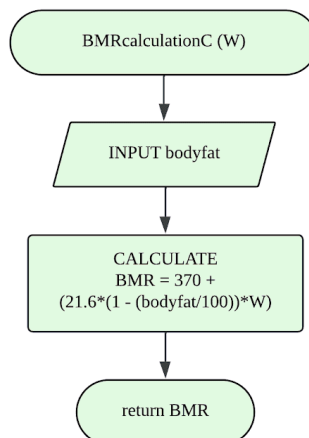 BMRcalculationC (W)
INPUT bodyfat
CALCULATE
BMR = 370 +
(21.6*(1 - (bodyfat/100))*W)
return BMR